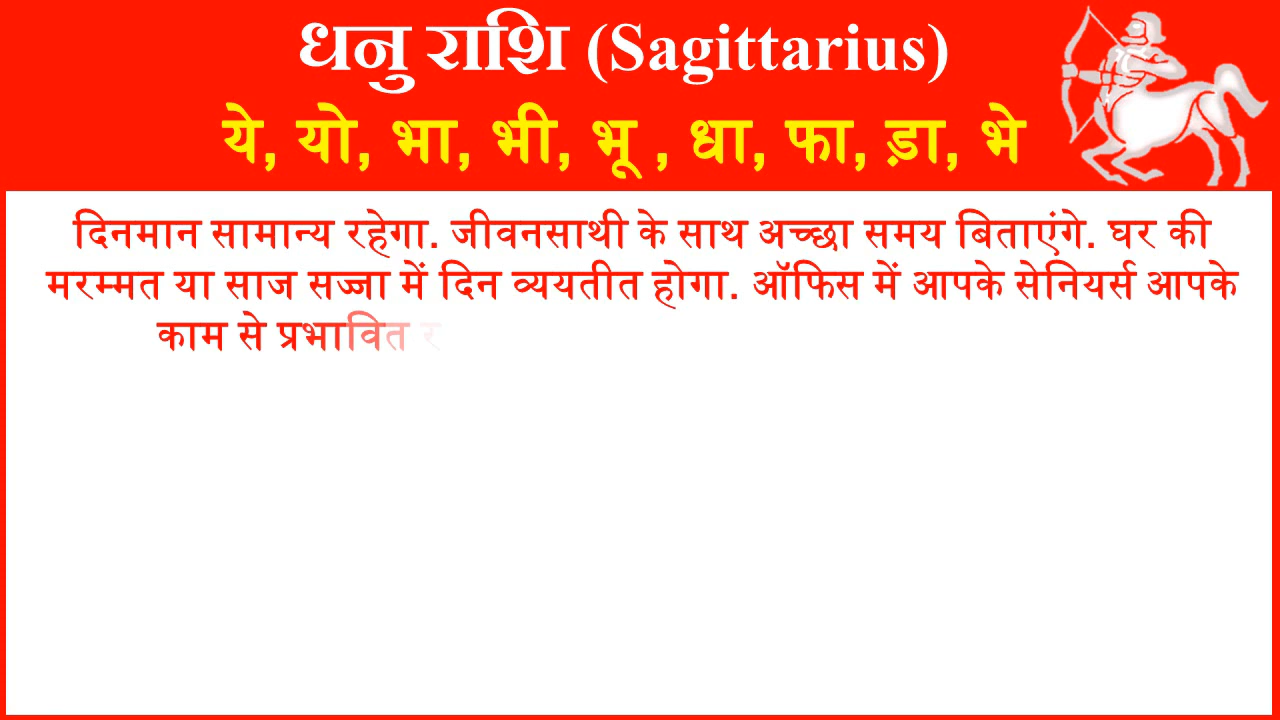 धनु राशि (Sagittarius)
ये, यो, भा, भी, भू , धा, फा, ड़ा, भे
दिनमान सामान्य रहेगा. जीवनसाथी के साथ अच्छा समय बिताएंगे. घर की
मरम्मत या साज सज्जा में दिन व्ययतीत होगा. ऑफिस में आपके सेनियर्स आपके
काम से प्रभावित